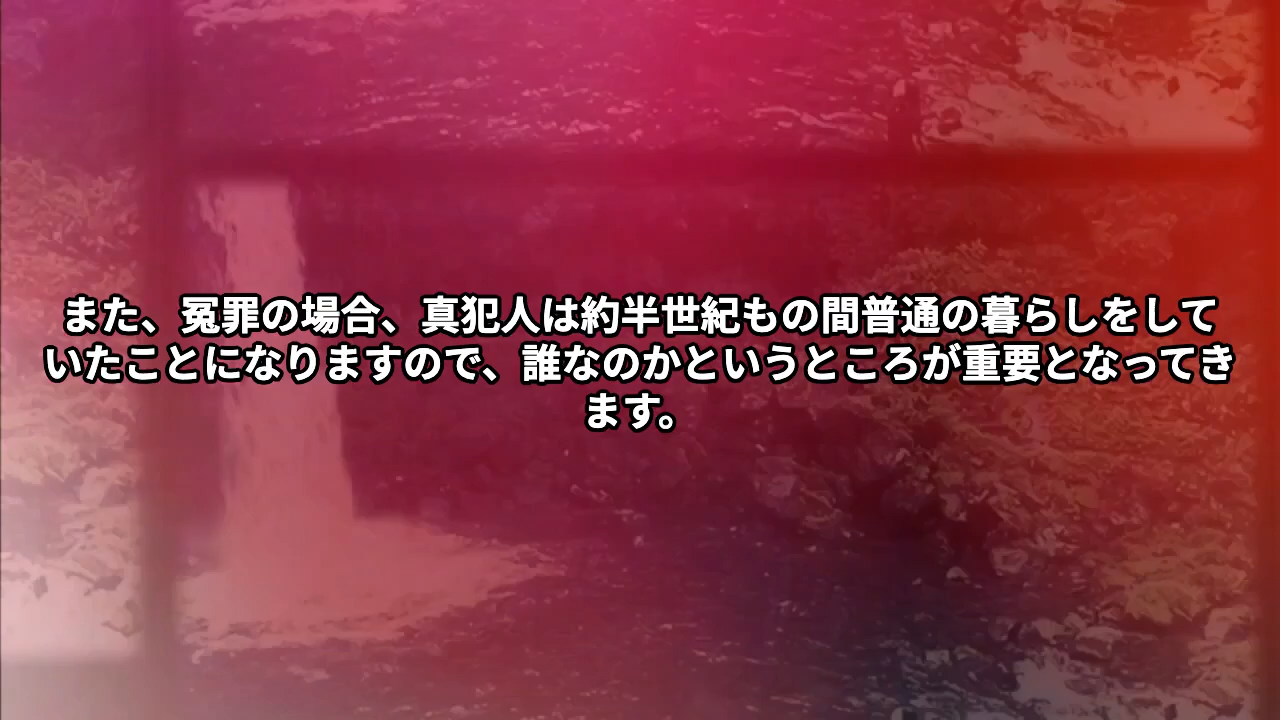 また、冤罪の場合、真犯人は約半世紀もの間普通の暮らしをして
いたことになりますので、誰なのかというところが重要となってき
ます。